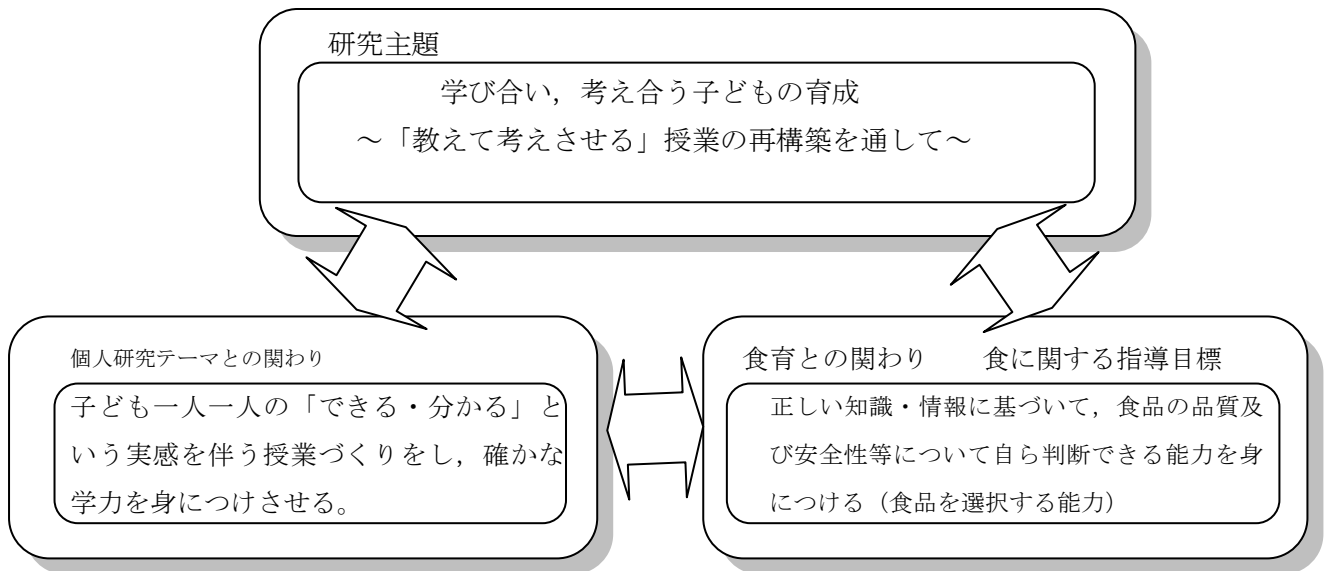 研究主題
学び合い，考え合う子どもの育成
～「教えて考えさせる」授業の再構築を通して～
個人研究テーマとの関わり
子ども一人一人の「できる・分かる」と
いう実感を伴う授業づくりをし，確かな
学力を身につけさせる。
食育との関わり　　食に関する指導目標
正しい知識・情報に基づいて，食品の品質及
び安全性等について自ら判断できる能力を身
につける（食品を選択する能力）